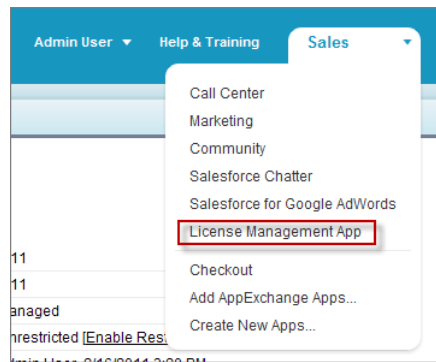 Admin User Help & Training Sales
Call Center
Marketing
Community
Salesforce Chatter
Salesforce for Google AdWords
License Management App
11
Checkout
11
Add AppExchange Apps...
anaged
Create New Apps...
nrestricted [Enable Res